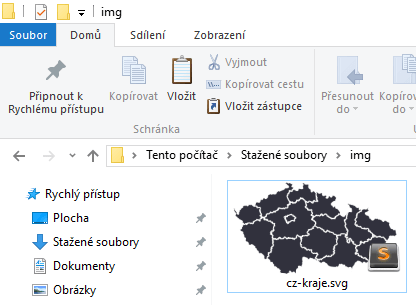 img
Soubor Domů Sdílení Zobrazení
Připnout k
Rychlému přístupu
Kopírovat
Vložit
Vyjmout
Kopírovat cestu
Vložit zástupce
Přesunout
do
Kopírova
do
Schránka
Tento počítač > Stažené soubory > img
Rychlý přístup
Plocha
Stažené soubory
Dokumenty
Obrázky
S
cz-kraje.svg